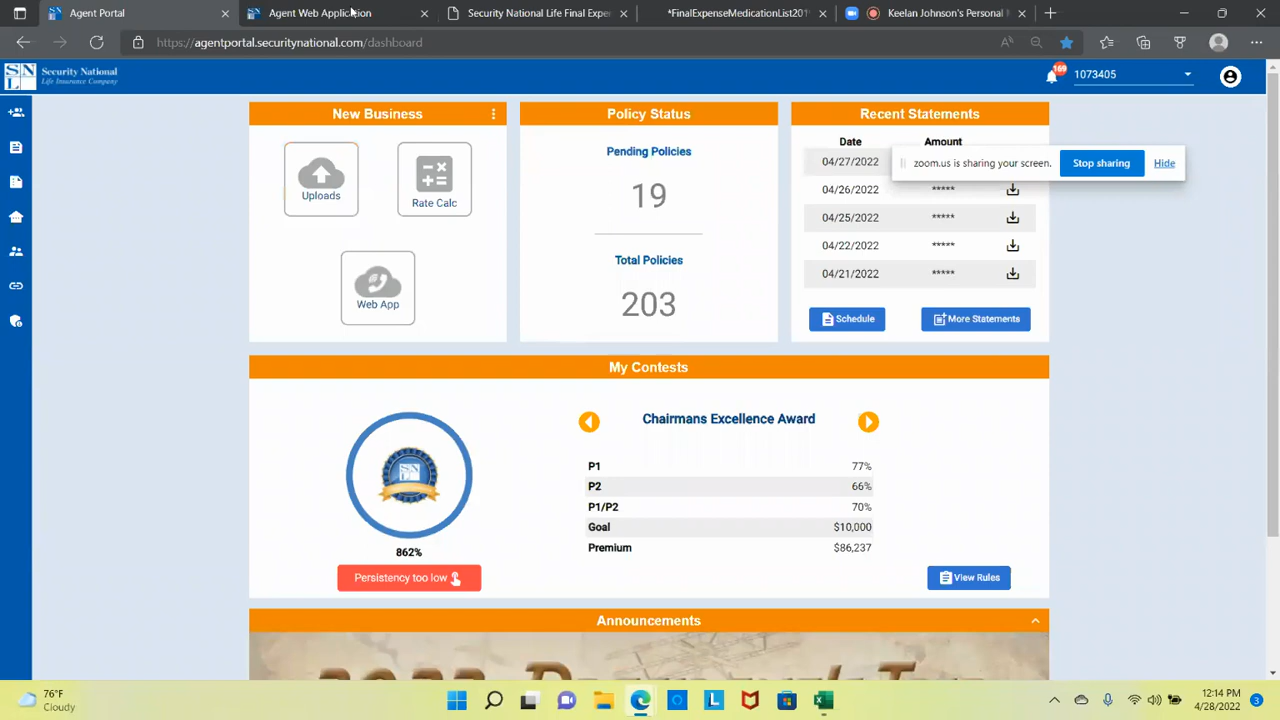 Agent Portal
Agent Web Application
Security National Life Final Expe
*FinalExpenseMedicationList201
Keelan Johnson's Personal
https://agentportal.securitynational.com/dashboard
SNL
Security National
Life Insurance Company
169
1073405
New Business
Policy Status
Recent Statements
Uploads
Rate Calc
Web App
Pending Policies
19
Total Policies
203
Date Amount
04/27/2022
zoom.us is sharing your screen.
Stop sharing
Hide
04/26/2022 *****
04/25/2022 *****
04/22/2022 *****
04/21/2022 *****
Schedule
More Statements
My Contests
862%
Persistency too low
Chairmans Excellence Award
P1 77%
P2 66%
P1/P2 70%
Goal $10,000
Premium $86,237
View Rules
Announcements
76°F
Cloudy
12:14 PM
4/28/2022
3